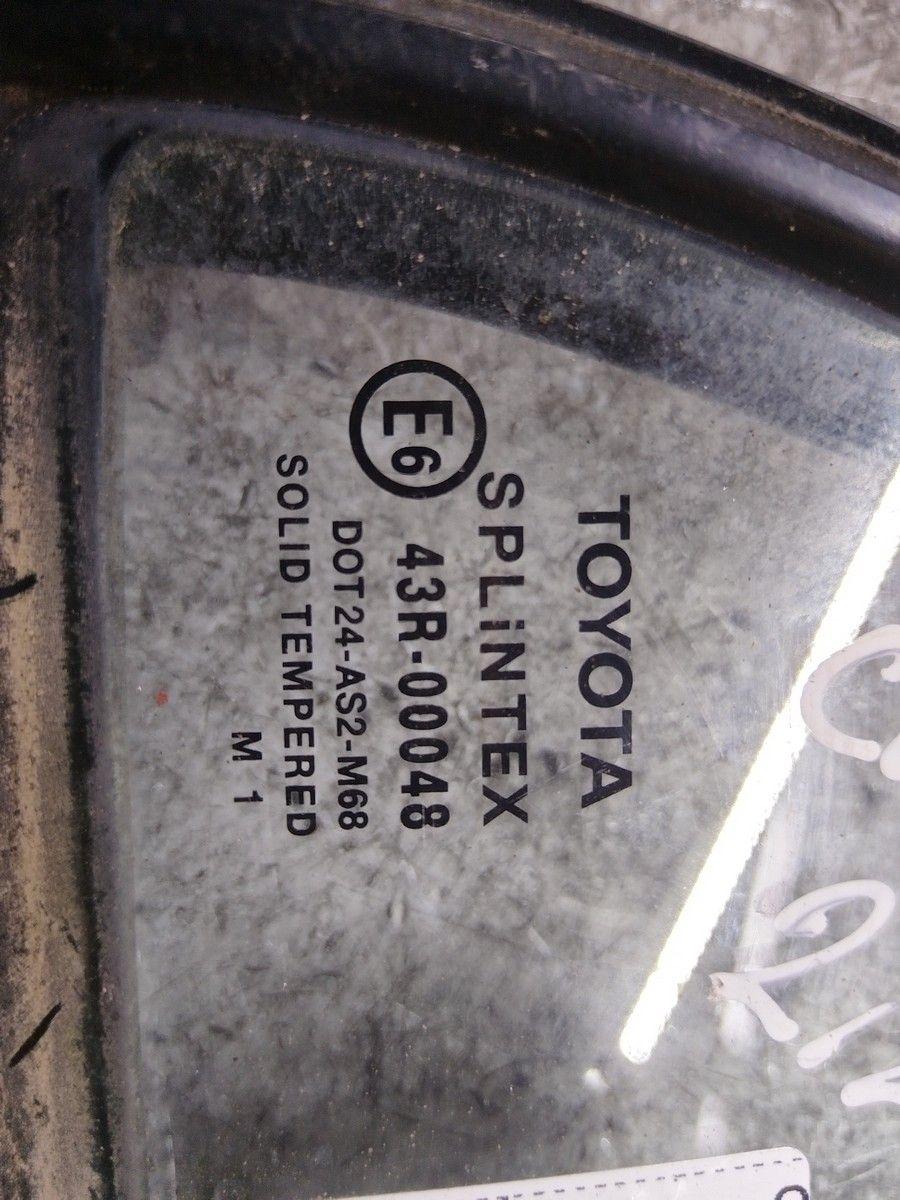 TOYOTA
SPLiNTEX
E6 43R-00048
DOT24-AS2-M68
SOLID TEMPERED
M 1